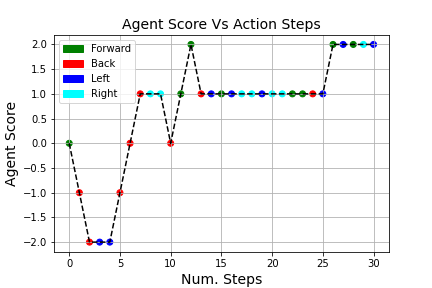 Agent Score Vs Action Steps
Forward
Back
Left
Right
2.0
1.5
1.0
0.5
0.0
−0.5
−1.0
−1.5
−2.0
Agent Score
0 5 10 15 20 25 30
Num. Steps